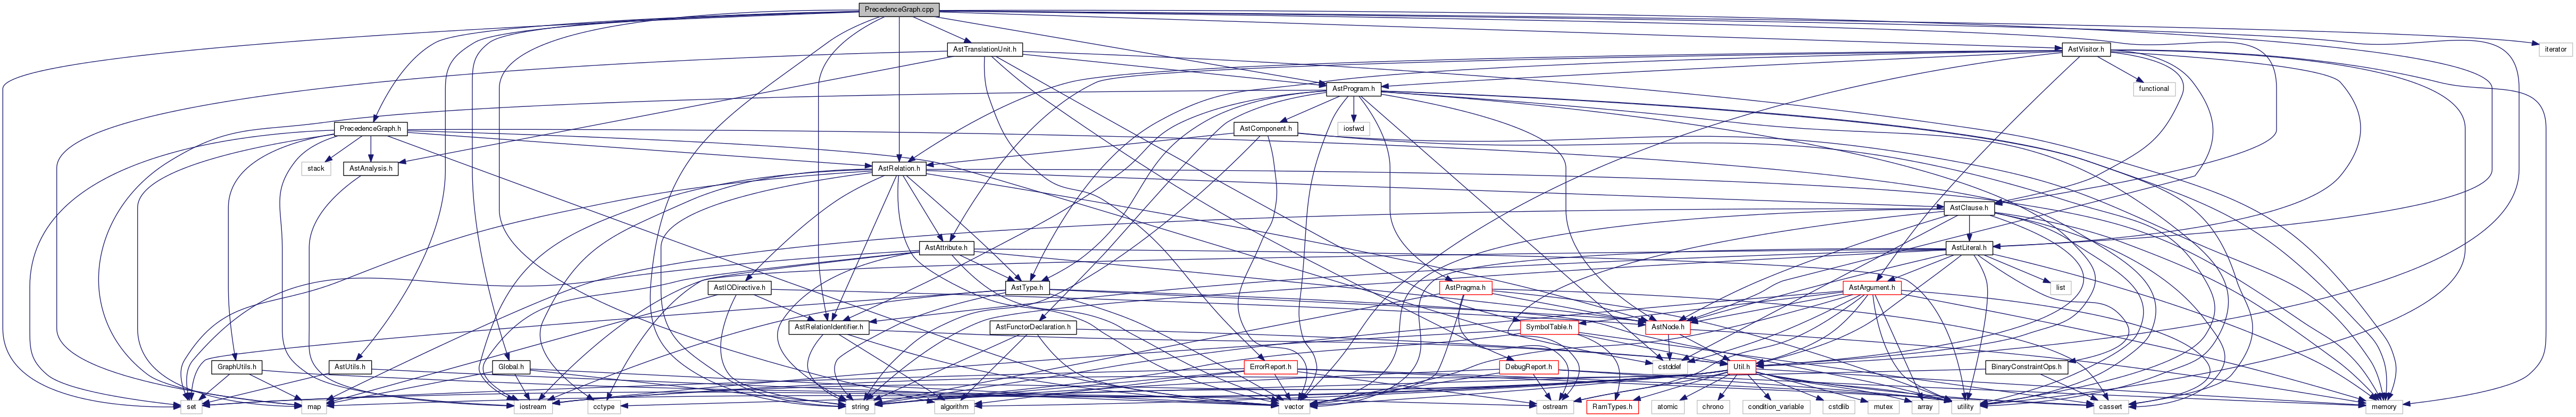 PrecedenceGraph.cpp
AstTranslationUnit.h
AstVisitor.h
iterator
AstProgram.h
functional
PrecedenceGraph.h
AstComponent.h
iosfwd
stack
AstAnalysis.h
AstRelation.h
AstClause.h
AstAttribute.h
AstLiteral.h
AstIODirective.h
AstType.h
AstPragma.h
AstArgument.h
list
AstRelationIdentifier.h
AstFunctorDeclaration.h
SymbolTable.h
AstNode.h
GraphUtils.h
AstUtils.h
Global.h
ErrorReport.h
DebugReport.h
cstddef
Util.h
BinaryConstraintOps.h
set
map
iostream
cctype
string
algorithm
vector
ostream
RamTypes.h
atomic
chrono
condition_variable
cstdlib
mutex
array
utility
cassert
memory